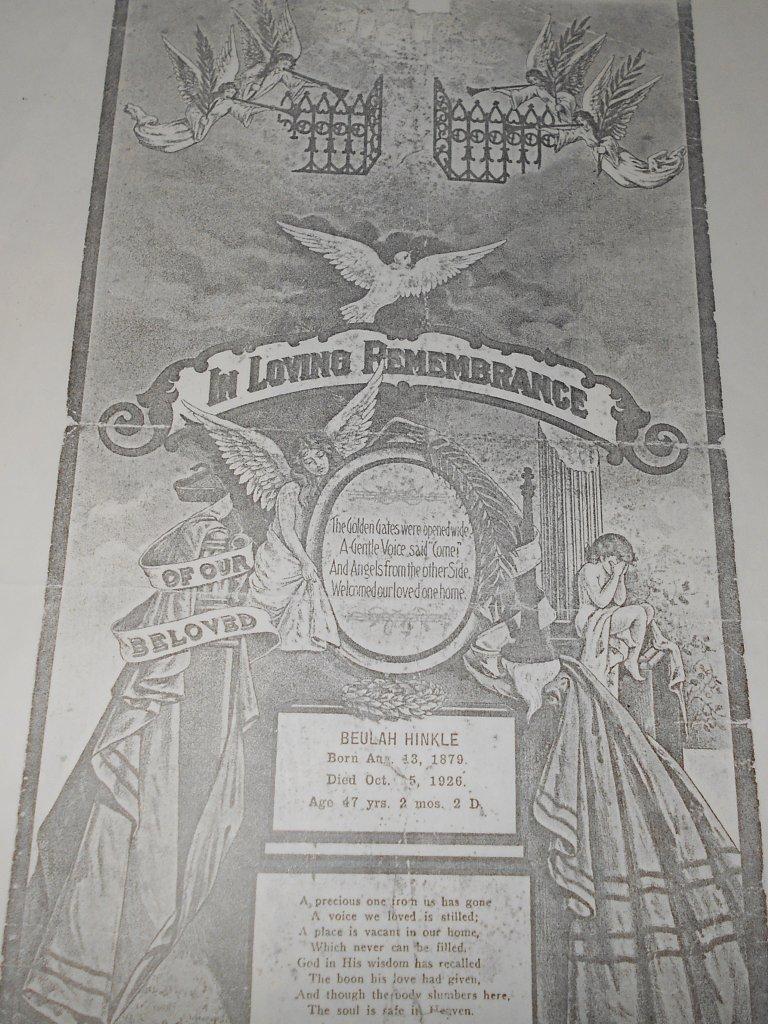 IN LOVING REMEMBRANCE
OF OUR
BELOVED
The Golden Gates were opened wide,
A Gentle Voice said "Come!"
And Angels from the other Side,
Welcomed our loved one home.
BEULAH HINKLE
Born Aug. 13, 1879.
Died Oct. 5, 1926.
Age 47 yrs. 2 mos. 2 D.
A precious one from us has gone
A voice we loved is stilled;
A place is vacant in our home,
Which never can be filled.
God in His wisdom has recalled
The boon his love had given,
And though the body slumbers here,
The soul is safe in Heaven.